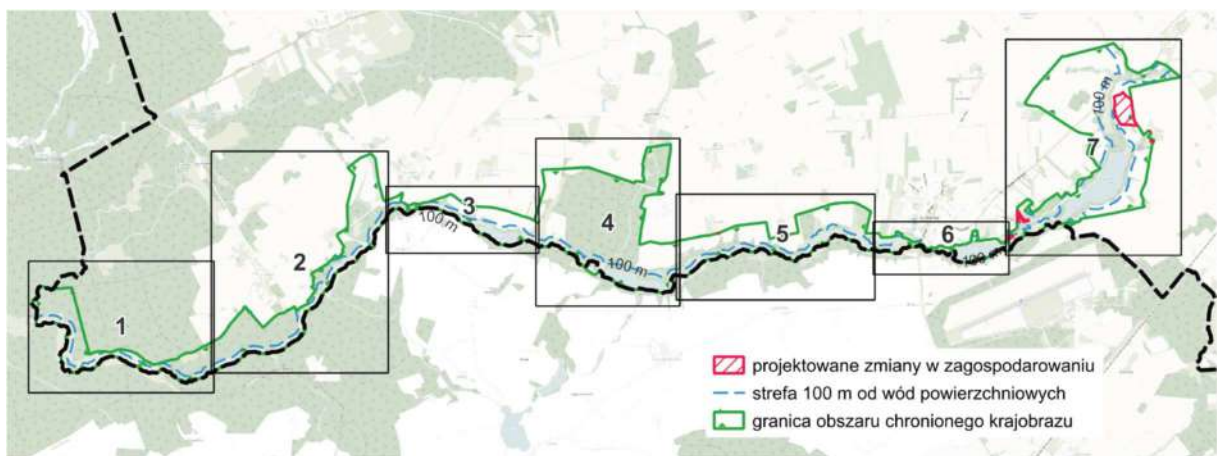 100 m
7
3
100 m
4
2
5
6
100 m
100 m
1
projektowane zmiany w zagospodarowaniu
strefa 100 m od wód powierzchniowych
granica obszaru chronionego krajobrazu